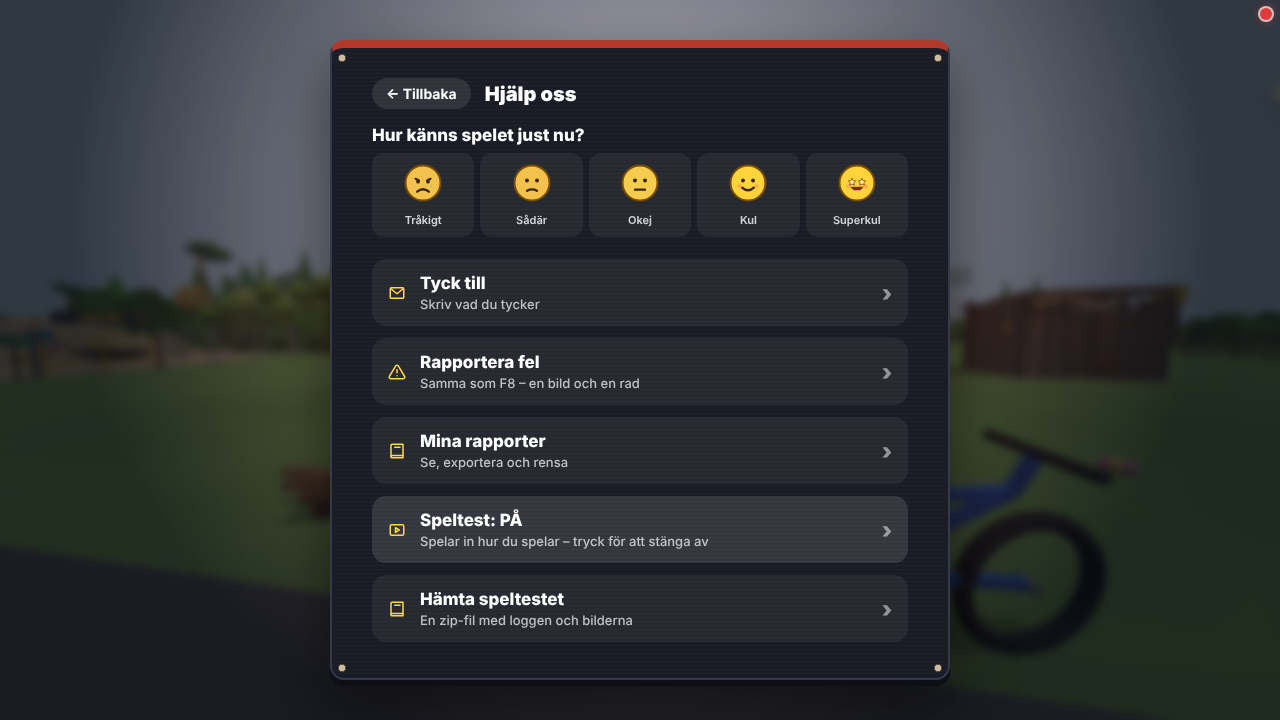 ← Tillbaka
Hjälp oss
Hur känns spelet just nu?
Tråkigt
Sådär
Okej
Kul
Superkul
Tyck till
Skriv vad du tycker
Rapportera fel
Samma som F8 – en bild och en rad
Mina rapporter
Se, exportera och rensa
Speltest: PÅ
Spelar in hur du spelar – tryck för att stänga av
Hämta speltestet
En zip-fil med loggen och bilderna